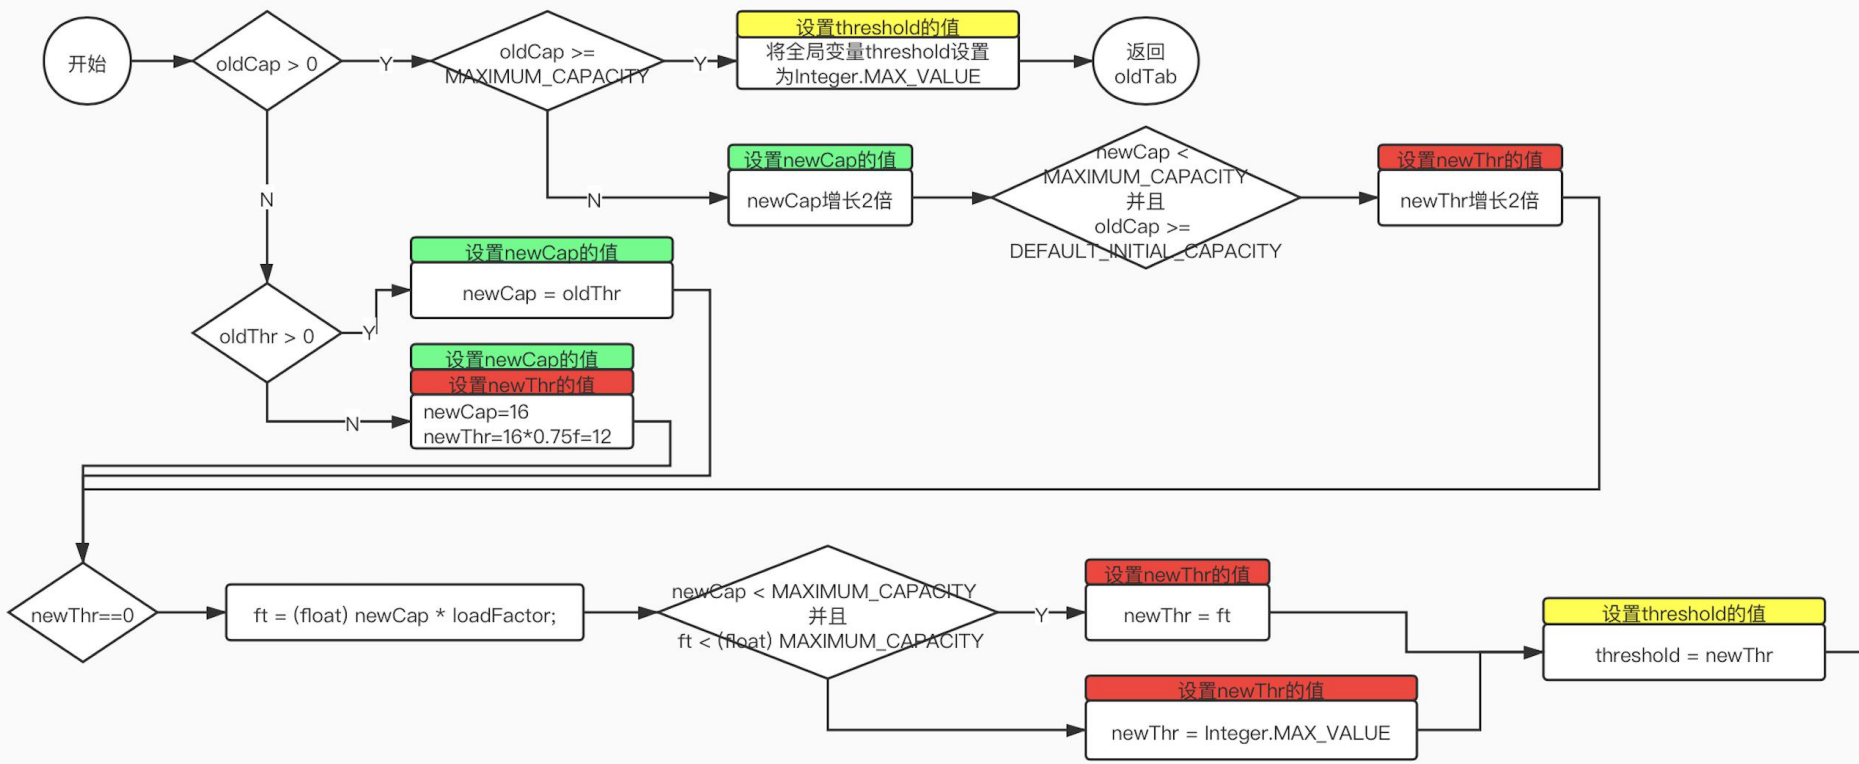 开始
oldCap > 0
Y
oldCap >=
MAXIMUM_CAPACITY
Y
设置threshold的值
将全局变量threshold设置
为Integer.MAX_VALUE
返回
oldTab
N
N
设置newCap的值
newCap增长2倍
newCap <
MAXIMUM_CAPACITY
并且
oldCap >=
DEFAULT_INITIAL_CAPACITY
设置newThr的值
newThr增长2倍
oldThr > 0
Y
设置newCap的值
newCap = oldThr
N
设置newCap的值
设置newThr的值
newCap=16
newThr=16*0.75f=12
newThr==0
ft = (float) newCap * loadFactor;
newCap < MAXIMUM_CAPACITY
并且
ft < (float) MAXIMUM_CAPACITY
Y
设置newThr的值
newThr = ft
设置newThr的值
newThr = Integer.MAX_VALUE
设置threshold的值
threshold = newThr